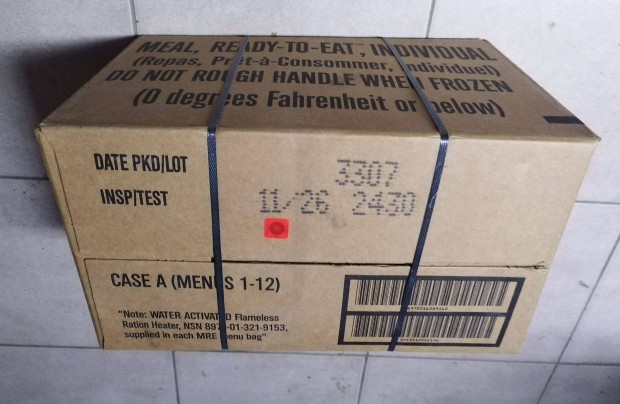 MEAL, READY-TO-EAT™, INDIVIDUAL
(Repas, Prêt-à-Consommer, Individuel)
DO NOT ROUGH HANDLE WHEN FROZEN
(0 degrees Fahrenheit or below)
DATE PKD/LOT 3307
INSP/TEST 11/26 2430
CASE A (MENUS 1-12)
"Note: WATER ACTIVATED Flameless
Ration Heater, NSN 8970-01-321-9153,
supplied in each MRE menu bag"